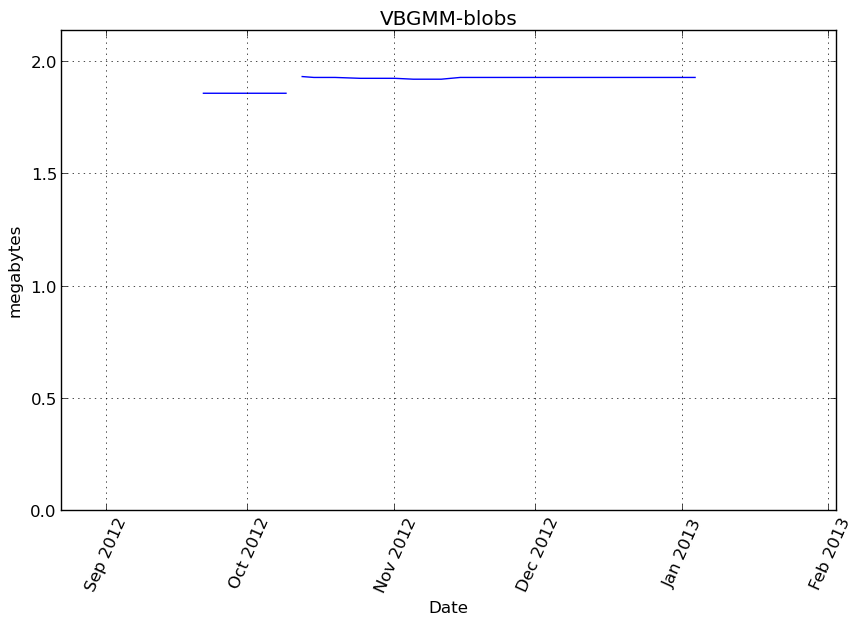 VBGMM-blobs
2.0
1.5
1.0
0.5
0.0
megabytes
Sep 2012
Oct 2012
Nov 2012
Dec 2012
Jan 2013
Feb 2013
Date